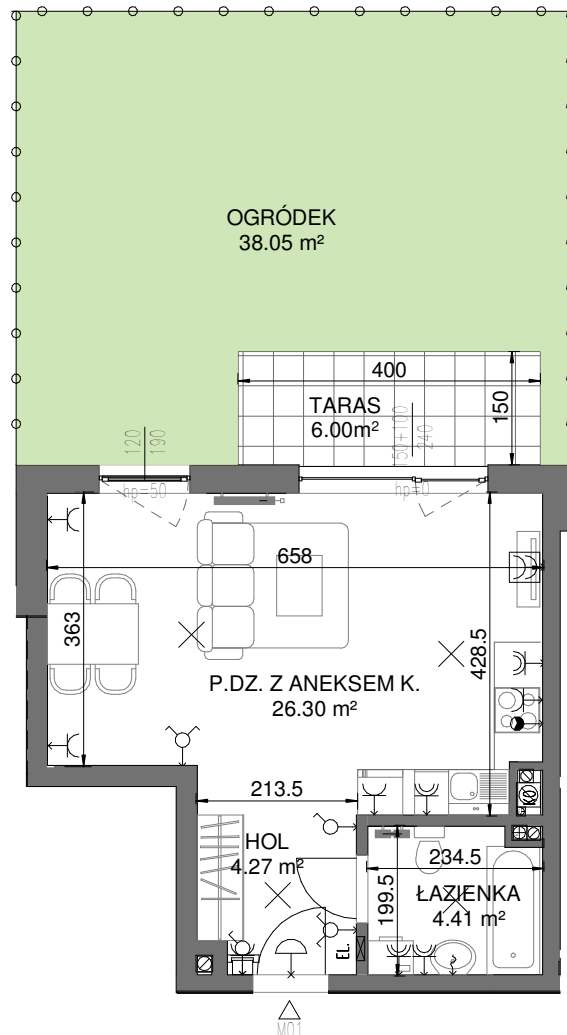 OGRÓDEK
38.05 m²
400
TARAS
6.00m²
150
150+100
240
120
190
hp=50
hp=0
658
363
428.5
P.DZ. Z ANEKSEM K.
26.30 m²
213.5
HOL
4.27 m²
234.5
199.5
ŁAZIENKA
4.41 m²
EL.
M01